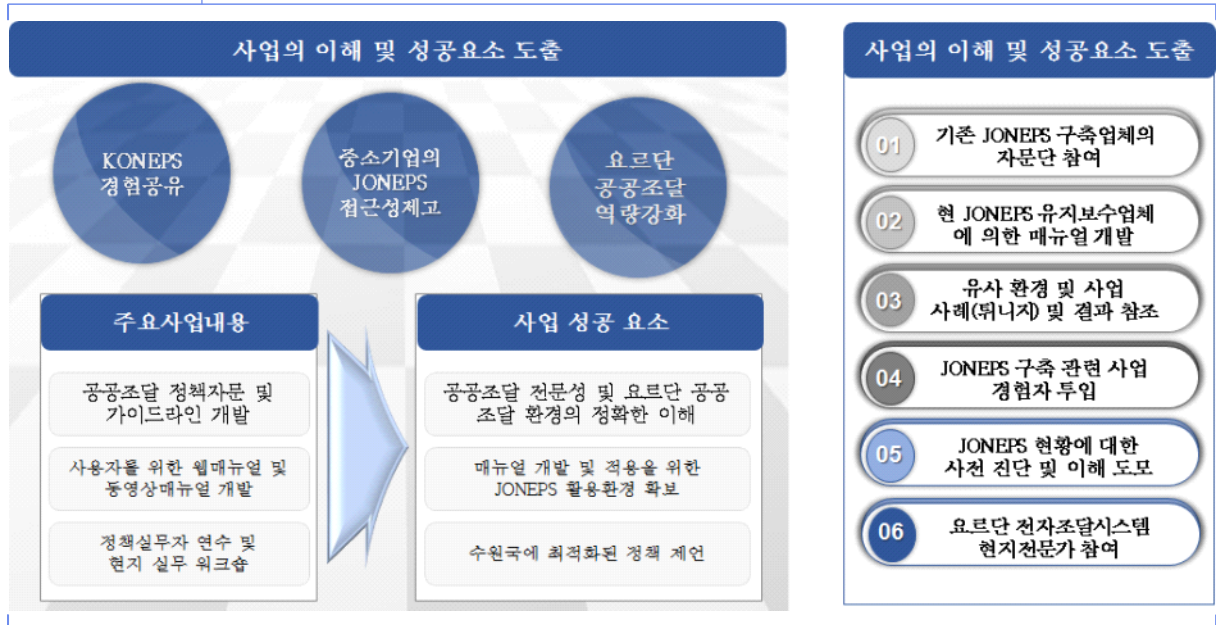 사업의 이해 및 성공요소 도출
KONEPS
경험공유
중소기업의
JONEPS
접근성제고
요르단
공공조달
역량강화
주요사업내용
공공조달 정책자문 및
가이드라인 개발
사용자를 위한 웹매뉴얼 및
동영상매뉴얼 개발
정책실무자 연수 및
현지 실무 워크숍
사업 성공 요소
공공조달 전문성 및 요르단 공공
조달 환경의 정확한 이해
매뉴얼 개발 및 적용을 위한
JONEPS 활용환경 확보
수원국에 최적화된 정책 제언
사업의 이해 및 성공요소 도출
01
기존 JONEPS 구축업체의
자문단 참여
02
현 JONEPS 유지보수업체
에 의한 매뉴얼 개발
03
유사 환경 및 사업
사례(튀니지) 및 결과 참조
04
JONEPS 구축 관련 사업
경험자 투입
05
JONEPS 현황에 대한
사전 진단 및 이해 도모
06
요르단 전자조달시스템
현지전문가 참여